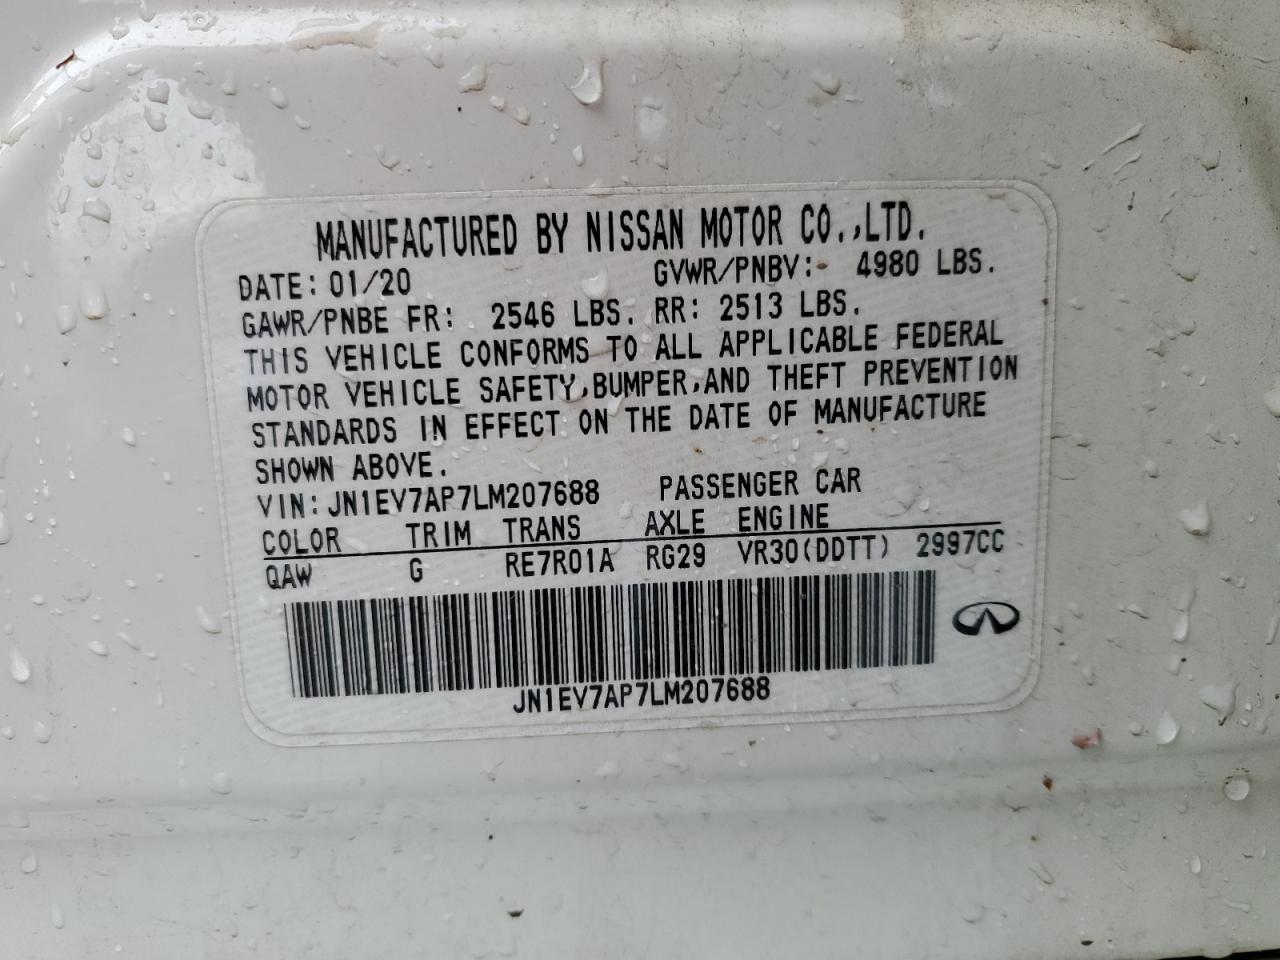 MANUFACTURED BY NISSAN MOTOR CO.,LTD.
DATE: 01/20 GVWR/PNBV: 4980 LBS.
GAWR/PNBE FR: 2546 LBS. RR: 2513 LBS.
THIS VEHICLE CONFORMS TO ALL APPLICABLE FEDERAL
MOTOR VEHICLE SAFETY,BUMPER,AND THEFT PREVENTION
STANDARDS IN EFFECT ON THE DATE OF MANUFACTURE
SHOWN ABOVE.
VIN:JN1EV7AP7LM207688 PASSENGER CAR
COLOR TRIM TRANS AXLE ENGINE
QAW G RE7R01A RG29 VR30(DDTT) 2997CC
JN1EV7AP7LM207688